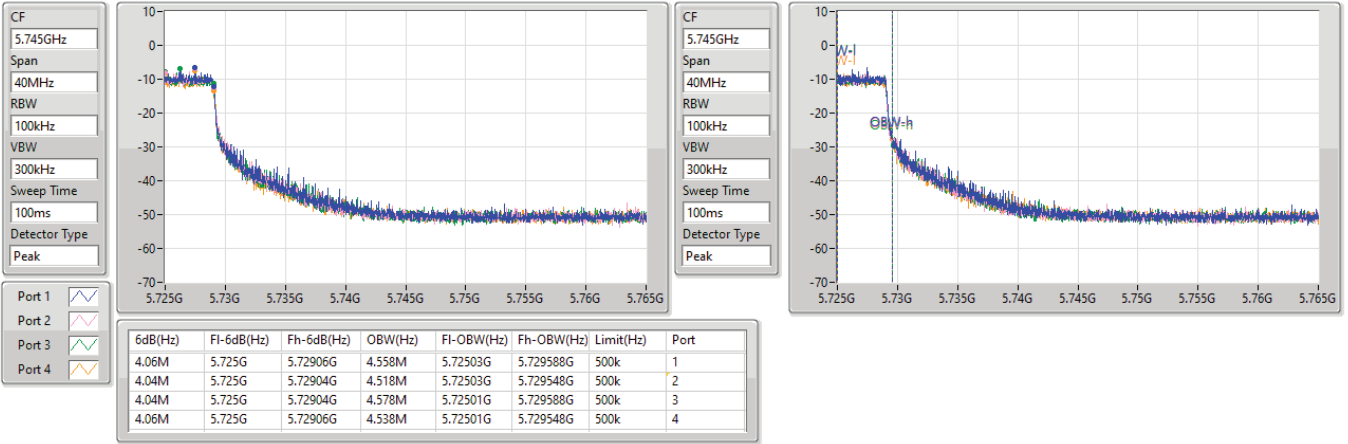 CF
5.745GHz
Span
40MHz
RBW
100kHz
VBW
300kHz
Sweep Time
100ms
Detector Type
Peak
10
0
-10
-20
-30
-40
-50
-60
-70
5.725G 5.73G 5.735G 5.74G 5.745G 5.75G 5.755G 5.76G 5.765G
CF
5.745GHz
Span
40MHz
RBW
100kHz
VBW
300kHz
Sweep Time
100ms
Detector Type
Peak
10
0
-10
-20
-30
-40
-50
-60
-70
W-l
W-l
OBW-h
5.725G 5.73G 5.735G 5.74G 5.745G 5.75G 5.755G 5.76G 5.765G
Port 1
Port 2
Port 3
Port 4
6dB(Hz) Fl-6dB(Hz) Fh-6dB(Hz) OBW(Hz) Fl-OBW(Hz) Fh-OBW(Hz) Limit(Hz) Port
4.06M 5.725G 5.72906G 4.558M 5.72503G 5.729588G 500k 1
4.04M 5.725G 5.72904G 4.518M 5.72503G 5.729548G 500k 2
4.04M 5.725G 5.72904G 4.578M 5.72501G 5.729588G 500k 3
4.06M 5.725G 5.72906G 4.538M 5.72501G 5.729548G 500k 4